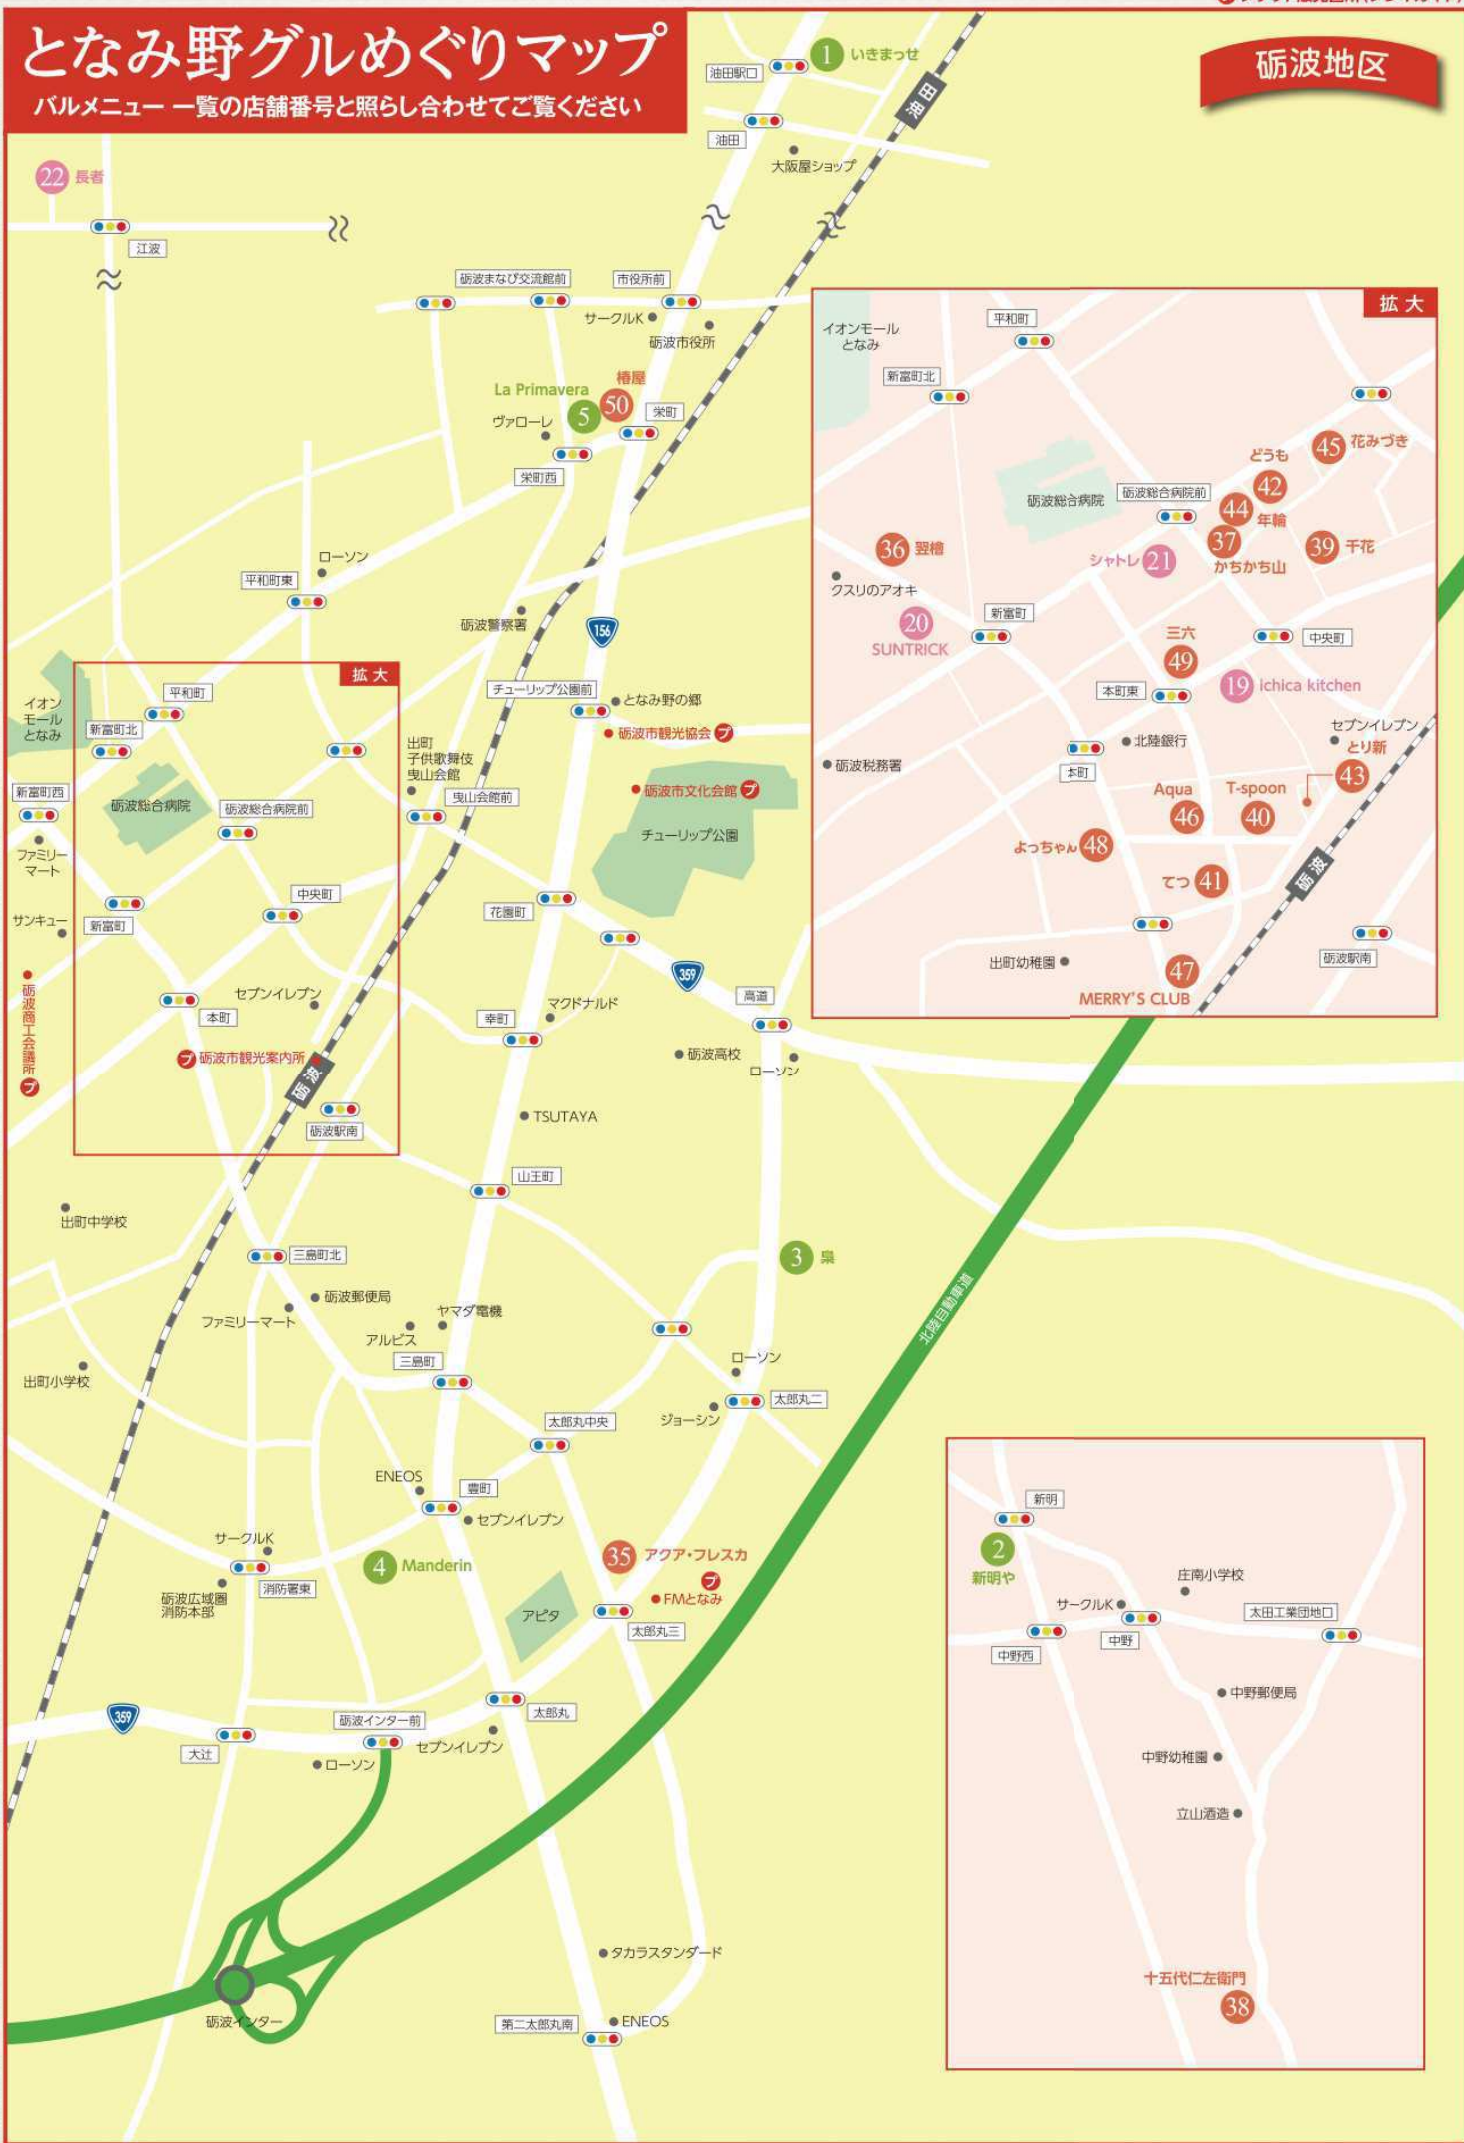 となみ野グルめぐりマップ
バルメニュー 一覧の店舗番号と照らし合わせてご覧ください
砺波地区
1 いきまっせ
油田駅口
油田
油田
大阪屋ショップ
22 長者
江波
砺波まなび交流館前
市役所前
サークルK
砺波市役所
La Primavera
椿屋
5
50
栄町
ヴァローレ
栄町西
ローソン
平和町東
砺波警察署
156
チューリップ公園前
となみ野の郷
砺波市観光協会 プ
砺波市文化会館 プ
チューリップ公園
拡大
イオン
モール
となみ
平和町
新富町北
新富町西
砺波総合病院
砺波総合病院前
出町
子供歌舞伎
曳山会館
曳山会館前
ファミリー
マート
サンキュー
新富町
中央町
花園町
359
高道
砺波商工会議所 プ
本町
セブンイレブン
プ 砺波市観光案内所
砺波
砺波駅南
幸町
マクドナルド
砺波高校
ローソン
TSUTAYA
山王町
出町中学校
三島町北
砺波郵便局
ファミリーマート
ヤマダ電機
アルビス
三島町
3 梟
北陸自動車道
出町小学校
ローソン
太郎丸二
ジョーシン
太郎丸中央
ENEOS
豊町
セブンイレブン
サークルK
消防署東
砺波広域圏
消防本部
4 Manderin
35 アクア・フレスカ
プ
FMとなみ
アピタ
太郎丸三
359
大辻
砺波インター前
ローソン
セブンイレブン
太郎丸
砺波インター
タカラスタンダード
第二太郎丸南
ENEOS
拡大
イオンモール
となみ
平和町
新富町北
砺波総合病院
砺波総合病院前
どうも
42
45 花みづき
44
年輪
37
かちかち山
39 千花
シャトレ 21
36 翌檜
クスリのアオキ
20
SUNTRICK
新富町
三六
49
中央町
本町東
19 ichica kitchen
セブンイレブン
とり新
43
北陸銀行
本町
砺波税務署
Aqua
46
T-spoon
40
よっちゃん 48
てつ 41
砺波
出町幼稚園
47
MERRY'S CLUB
砺波駅南
新明
2
新明や
庄南小学校
サークルK
中野
中野西
太田工業団地口
中野郵便局
中野幼稚園
立山酒造
十五代仁左衛門
38